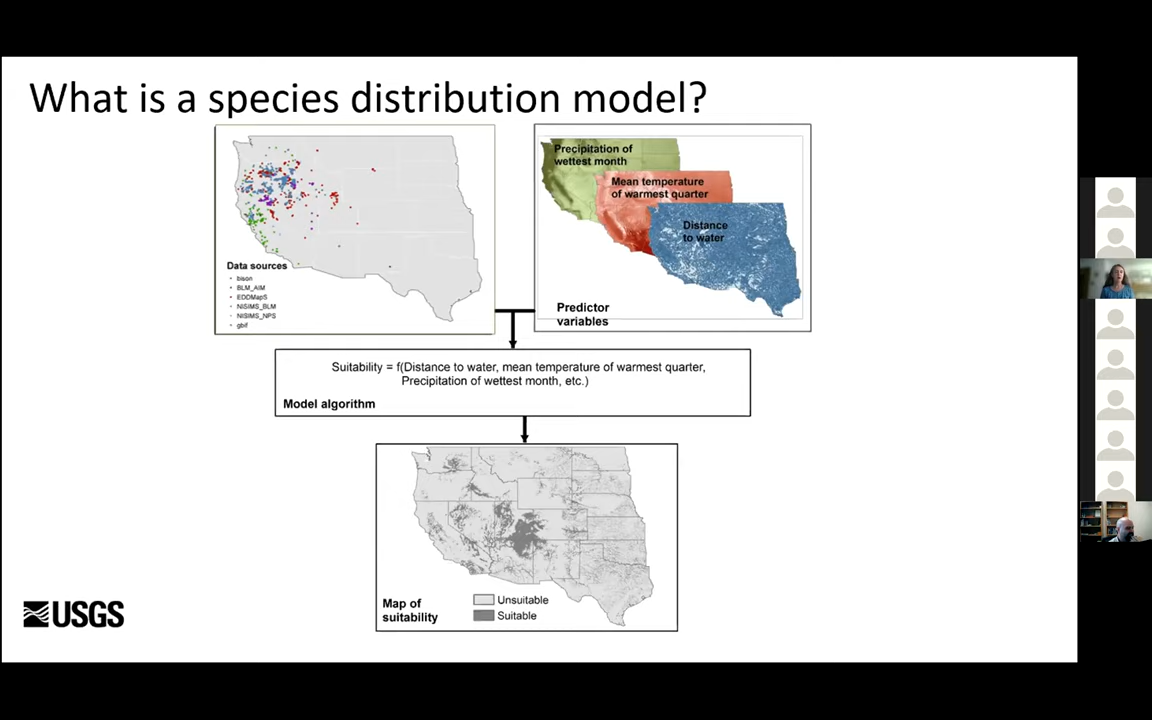 What is a species distribution model?
Data sources
• bison
• BLM_AIM
• EDDMapS
• NISIMS_BLM
• NISIMS_NPS
• gbif
Precipitation of
wettest month
Mean temperature
of warmest quarter
Distance
to water
Predictor
variables
Suitability = f(Distance to water, mean temperature of warmest quarter,
Precipitation of wettest month, etc.)
Model algorithm
Map of
suitability
Unsuitable
Suitable
USGS